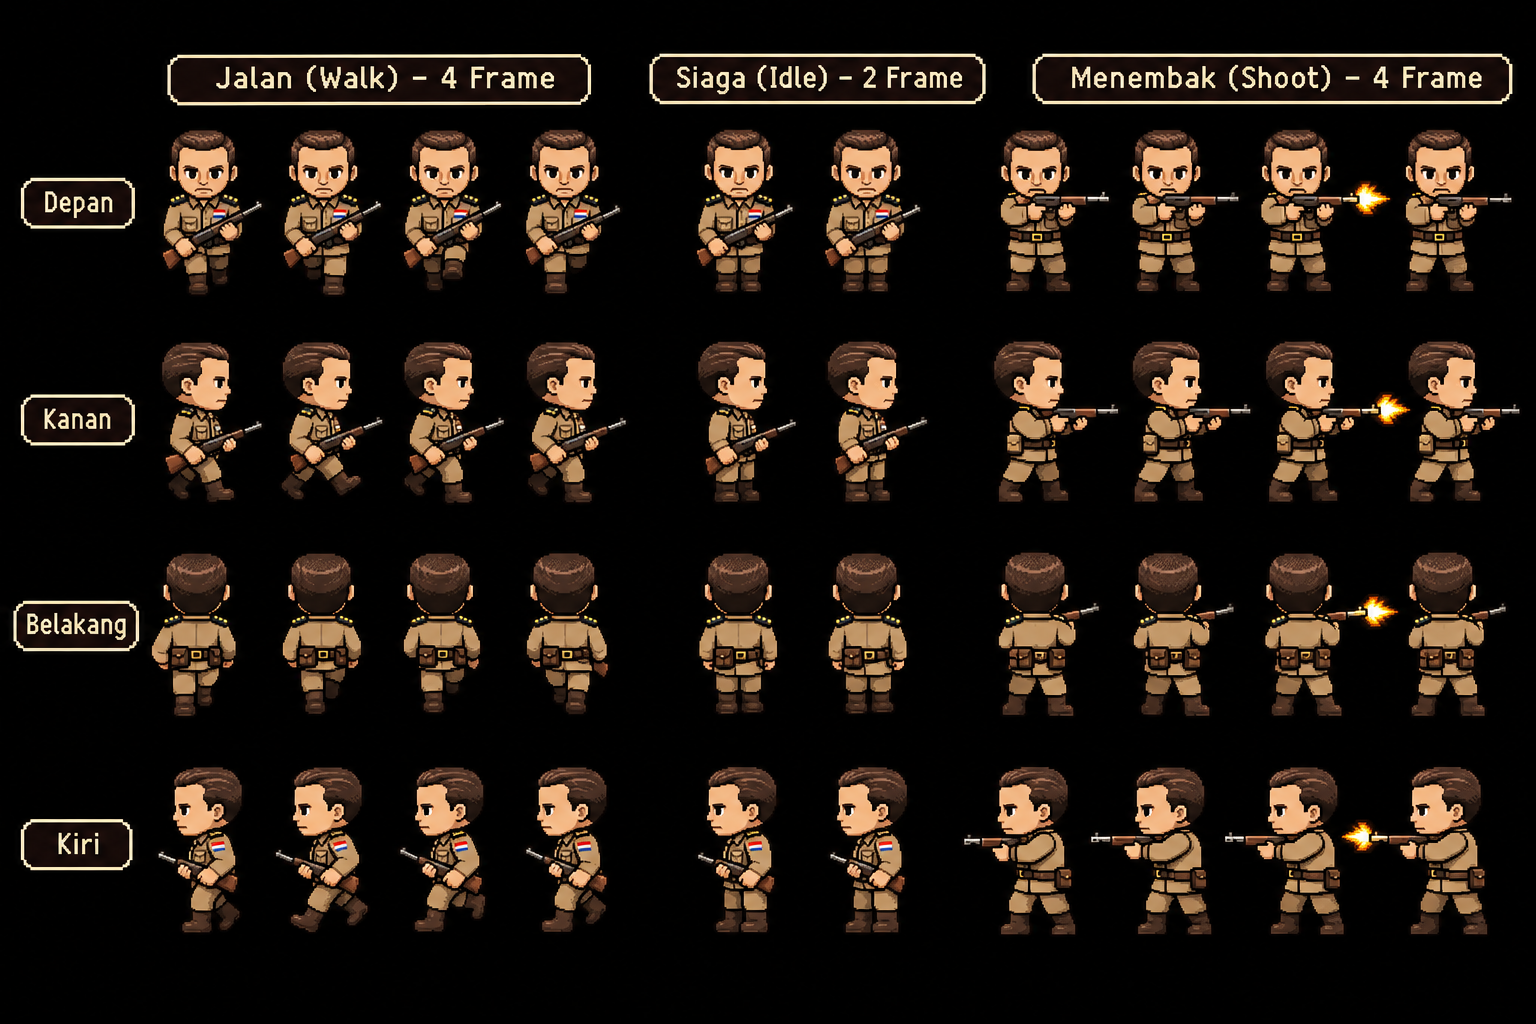 Jalan (Walk) – 4 Frame
Siaga (Idle) – 2 Frame
Menembak (Shoot) – 4 Frame
Depan
Kanan
Belakang
Kiri